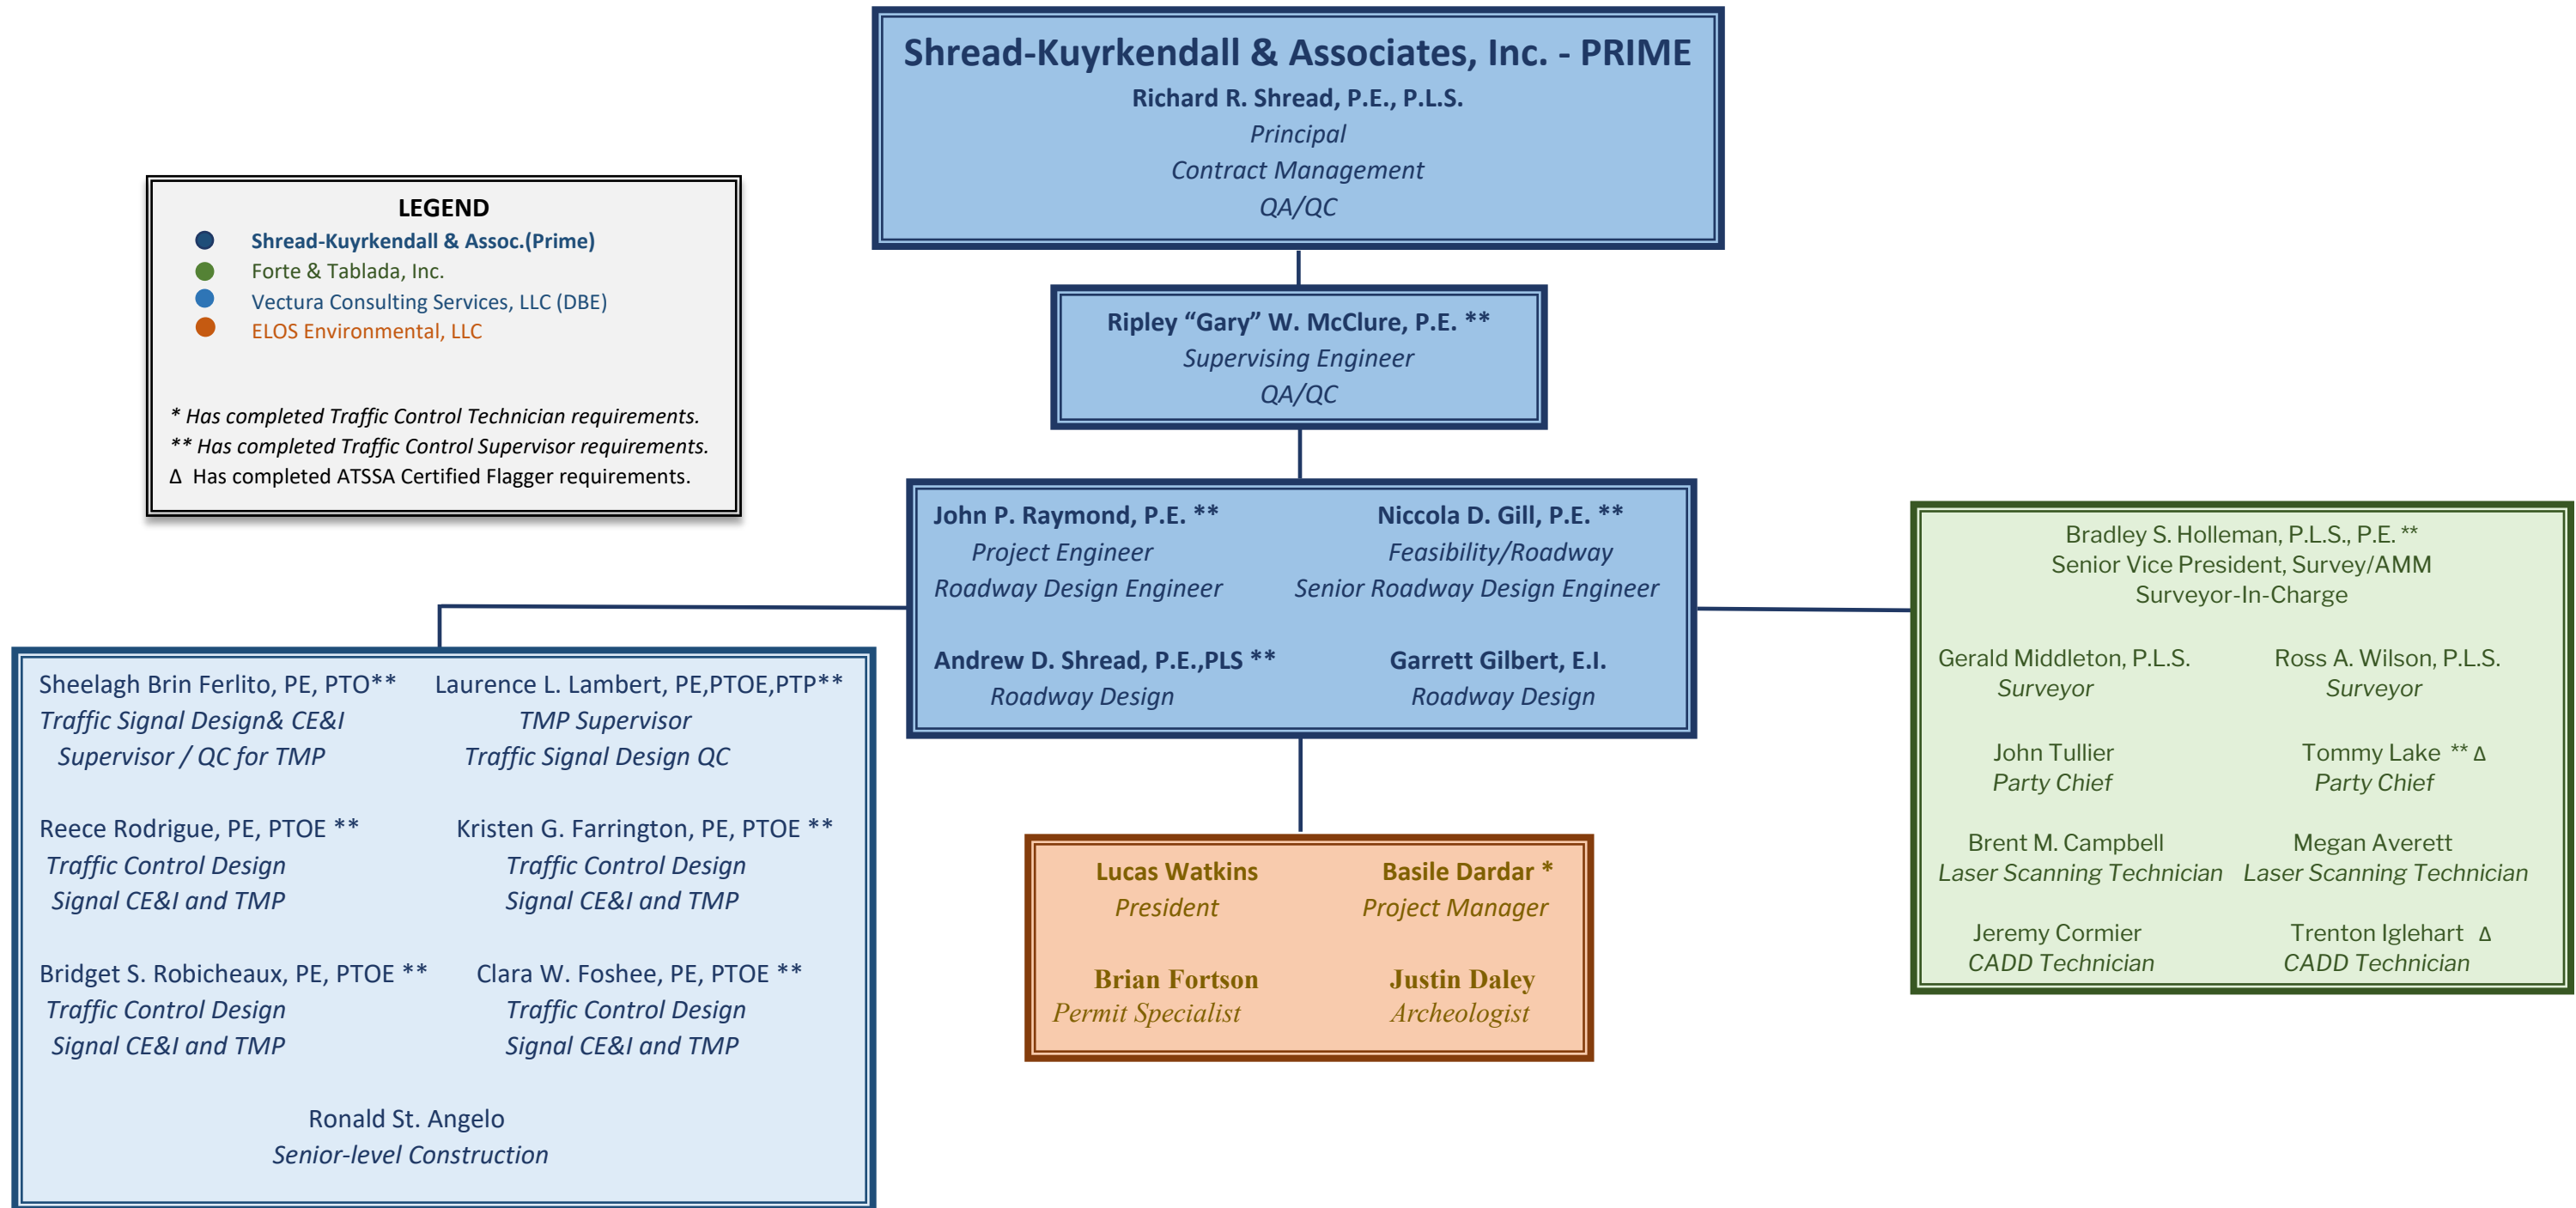 Shread-Kuyrkendall & Associates, Inc. - PRIME
Richard R. Shread, P.E., P.L.S.
Principal
Contract Management
QA/QC
LEGEND
Shread-Kuyrkendall & Assoc.(Prime)
Forte & Tablada, Inc.
Vectura Consulting Services, LLC (DBE)
ELOS Environmental, LLC
* Has completed Traffic Control Technician requirements.
** Has completed Traffic Control Supervisor requirements.
Δ Has completed ATSSA Certified Flagger requirements.
Ripley “Gary” W. McClure, P.E. **
Supervising Engineer
QA/QC
John P. Raymond, P.E. ** Niccola D. Gill, P.E. **
Project Engineer Feasibility/Roadway
Roadway Design Engineer Senior Roadway Design Engineer
Andrew D. Shread, P.E.,PLS ** Garrett Gilbert, E.I.
Roadway Design Roadway Design
Bradley S. Holleman, P.L.S., P.E. **
Senior Vice President, Survey/AMM
Surveyor-In-Charge
Gerald Middleton, P.L.S. Ross A. Wilson, P.L.S.
Surveyor Surveyor
John Tullier Tommy Lake ** Δ
Party Chief Party Chief
Brent M. Campbell Megan Averett
Laser Scanning Technician Laser Scanning Technician
Jeremy Cormier Trenton Iglehart Δ
CADD Technician CADD Technician
Sheelagh Brin Ferlito, PE, PTO** Laurence L. Lambert, PE,PTOE,PTP**
Traffic Signal Design& CE&I TMP Supervisor
Supervisor / QC for TMP Traffic Signal Design QC
Reece Rodrigue, PE, PTOE ** Kristen G. Farrington, PE, PTOE **
Traffic Control Design Traffic Control Design
Signal CE&I and TMP Signal CE&I and TMP
Bridget S. Robicheaux, PE, PTOE ** Clara W. Foshee, PE, PTOE **
Traffic Control Design Traffic Control Design
Signal CE&I and TMP Signal CE&I and TMP
Ronald St. Angelo
Senior-level Construction
Lucas Watkins Basile Dardar *
President Project Manager
Brian Fortson Justin Daley
Permit Specialist Archeologist